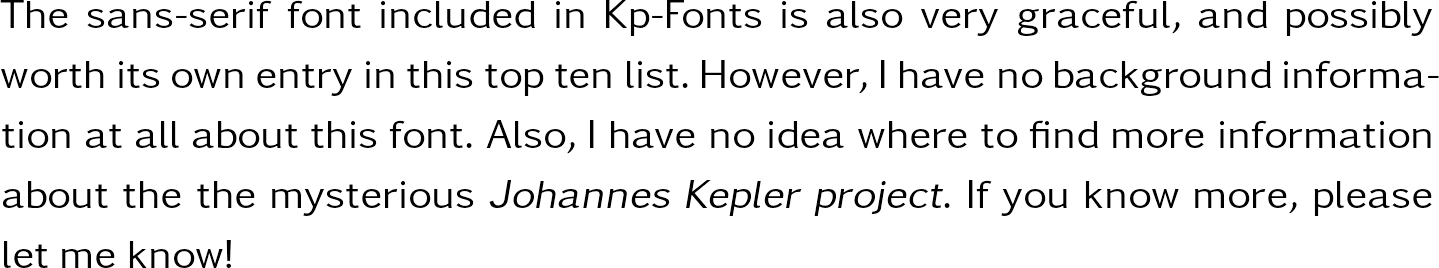 The sans-serif font included in Kp-Fonts is also very graceful, and possibly
worth its own entry in this top ten list. However, I have no background informa-
tion at all about this font. Also, I have no idea where to find more information
about the the mysterious Johannes Kepler project. If you know more, please
let me know!